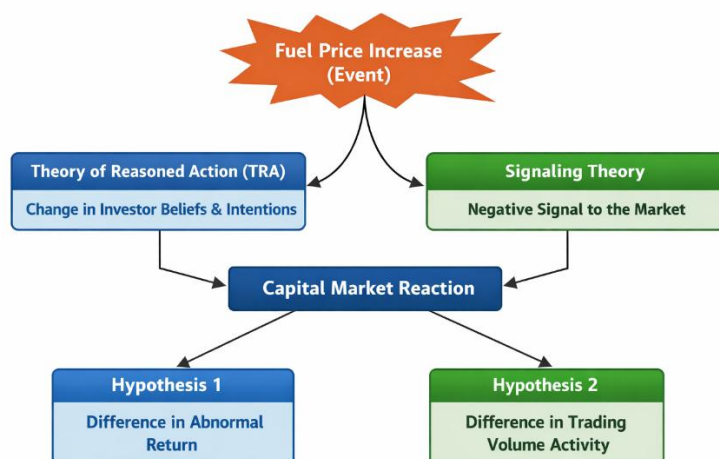 Fuel Price Increase
(Event)
Theory of Reasoned Action (TRA)
Change in Investor Beliefs & Intentions
Signaling Theory
Negative Signal to the Market
Capital Market Reaction
Hypothesis 1
Difference in Abnormal
Return
Hypothesis 2
Difference in Trading
Volume Activity